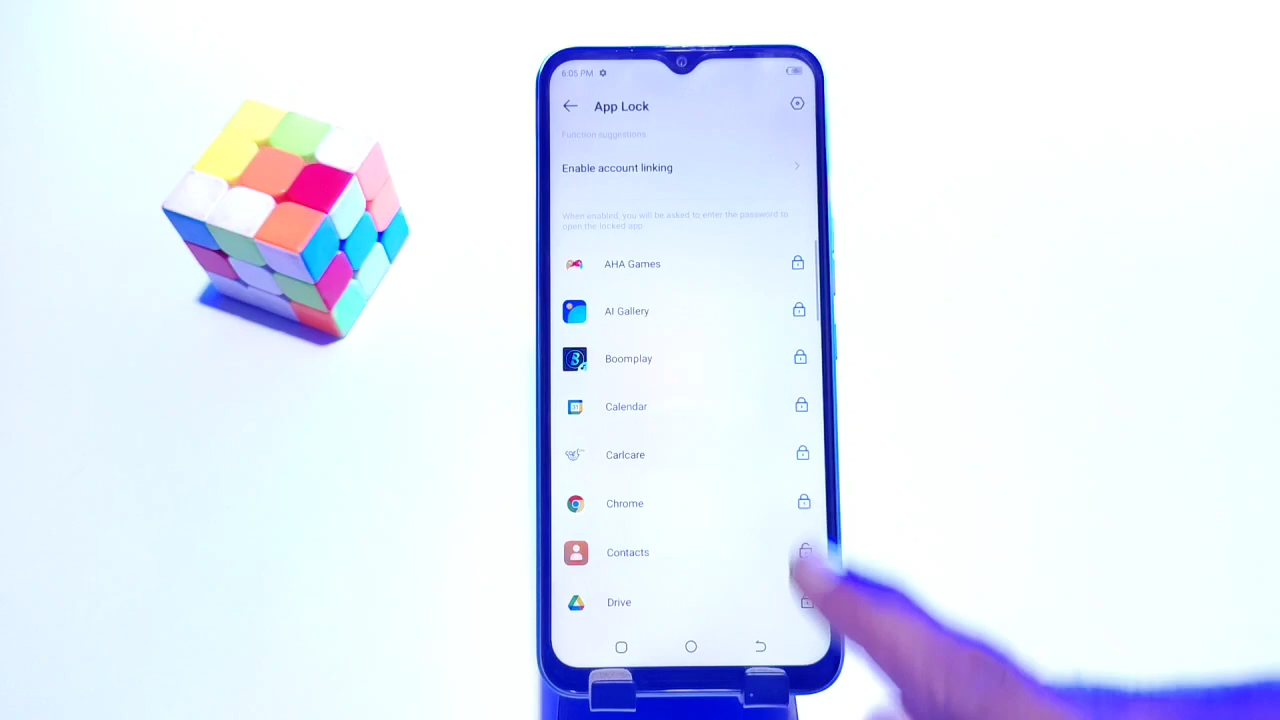 6:05 PM
App Lock
Function suggestions
Enable account linking
When enabled, you will be asked to enter the password to
open the locked app
AHA Games
AI Gallery
Boomplay
Calendar
31
Carlcare
Chrome
Contacts
Drive